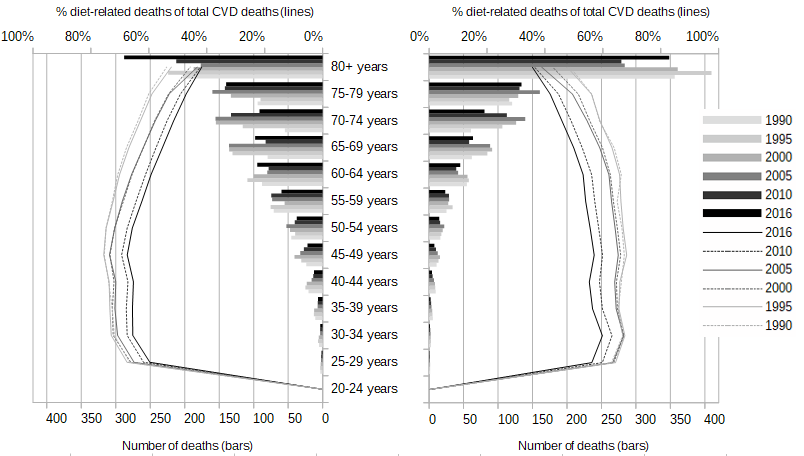 % diet-related deaths of total CVD deaths (lines)
% diet-related deaths of total CVD deaths (lines)
100% 80% 60% 40% 20% 0%
0% 20% 40% 60% 80% 100%
80+ years
75-79 years
70-74 years
65-69 years
60-64 years
55-59 years
50-54 years
45-49 years
40-44 years
35-39 years
30-34 years
25-29 years
20-24 years
1990
1995
2000
2005
2010
2016
2016
2010
2005
2000
1995
1990
400 350 300 250 200 150 100 50 0
0 50 100 150 200 250 300 350 400
Number of deaths (bars)
Number of deaths (bars)